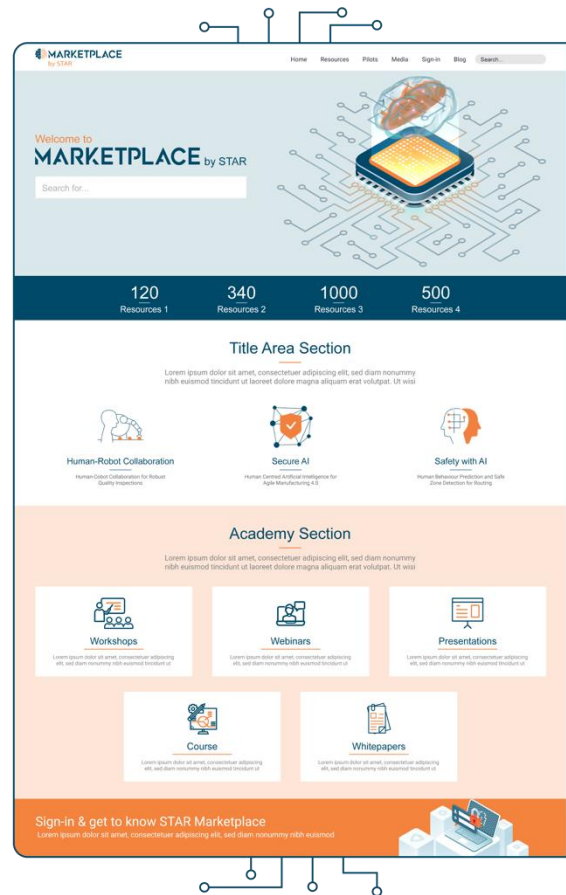 MARKETPLACE
by STAR
Home Resources Pilots Media Sign-in Blog Search...
Welcome to
MARKETPLACE by STAR
Search for...
120 340 1000 500
Resources 1 Resources 2 Resources 3 Resources 4
Title Area Section
Lorem ipsum dolor sit amet, consectetuer adipiscing elit, sed diam nonummy
nibh euismod tincidunt ut laoreet dolore magna aliquam erat volutpat. Ut wisi
Human-Robot Collaboration
Human-Dobot Collaboration for Robust
Quality Inspections
Secure AI
Human Centred Artificial Intelligence for
Agile Manufacturing 4.0
Safety with AI
Human Behaviour Prediction and Safe
Zone Detection for Routing
Academy Section
Lorem ipsum dolor sit amet, consectetuer adipiscing elit, sed diam nonummy
nibh euismod tincidunt ut laoreet dolore magna aliquam erat volutpat. Ut wisi
Workshops
Lorem ipsum dolor sit amet, consectetuer adipiscing
elit, sed diam nonummy nibh euismod tincidunt ut
Webinars
Lorem ipsum dolor sit amet, consectetuer adipiscing
elit, sed diam nonummy nibh euismod tincidunt ut
Presentations
Lorem ipsum dolor sit amet, consectetuer adipiscing
elit, sed diam nonummy nibh euismod tincidunt ut
Course
Lorem ipsum dolor sit amet, consectetuer adipiscing
elit, sed diam nonummy nibh euismod tincidunt ut
Whitepapers
Lorem ipsum dolor sit amet, consectetuer adipiscing
elit, sed diam nonummy nibh euismod tincidunt ut
Sign-in & get to know STAR Marketplace
Lorem ipsum dolor sit amet, consectetuer adipiscing elit, sed diam nonummy nibh euismod